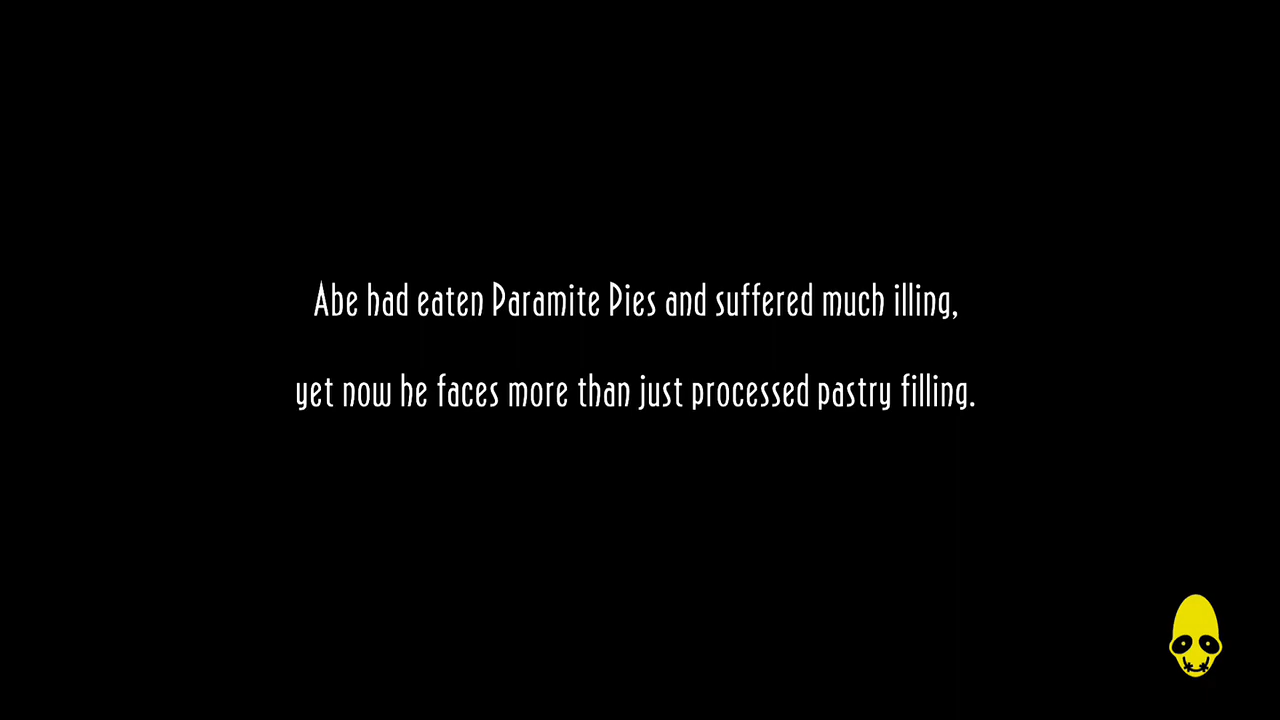 Abe had eaten Paramite Pies and suffered much illing,
yet now he faces more than just processed pastry filling.